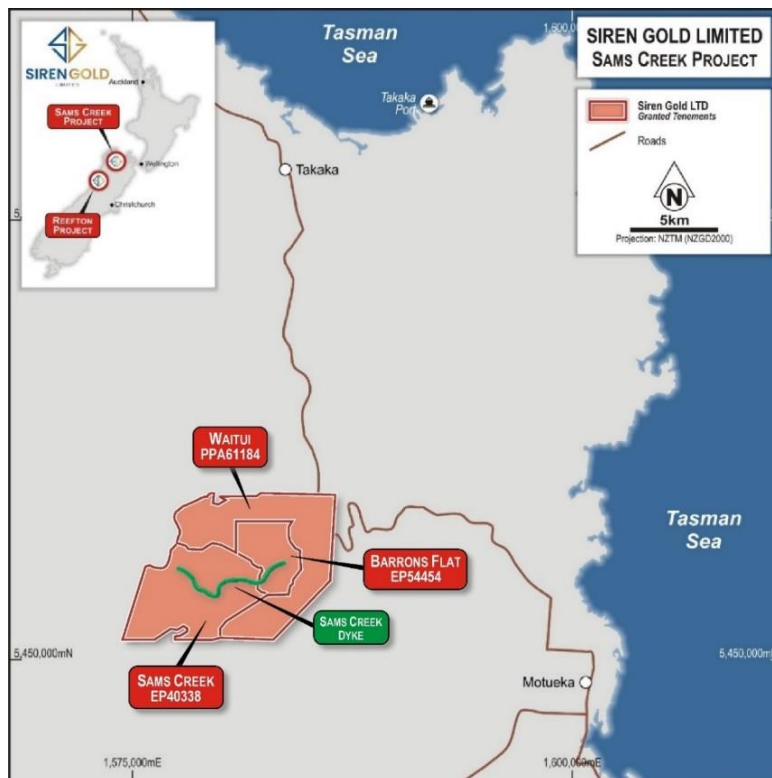 SIREN GOLD
LIMITED
Auckland
SAMS CREEK
PROJECT
Wellington
Christchurch
REEFTON
PROJECT
Tasman
Sea
Takaka
Port
Takaka
1,600,000mE
SIREN GOLD LIMITED
SAMS CREEK PROJECT
Siren Gold LTD
Granted Tenements
Roads
N
5km
Projection: NZTM (NZGD2000)
WAITUI
PPA61184
BARRONS FLAT
EP54454
SAMS CREEK
DYKE
SAMS CREEK
EP40338
Tasman
Sea
5,450,000mN
5,450,000mN
Motueka
1,575,000mE
1,600,000mE